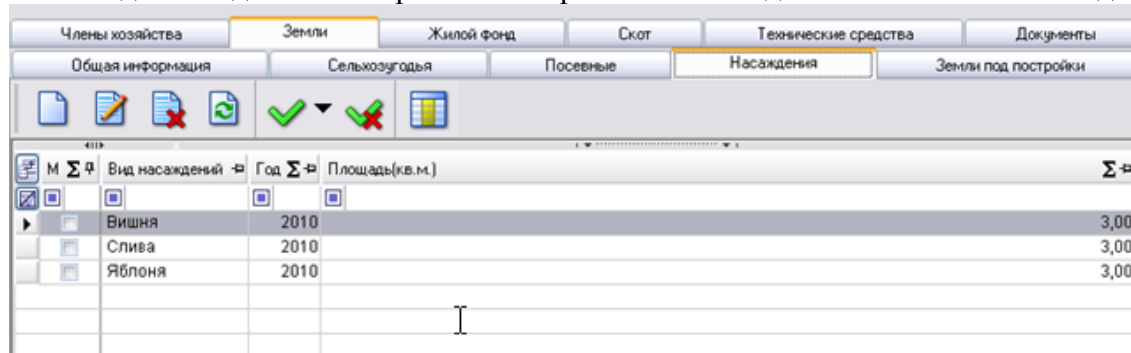 Члены хозяйства Земли Жилой фонд Скот Технические средства Документы
Общая информация Сельхозугодья Посевные Насаждения Земли под постройки
М Σ Вид насаждений Год Σ Площадь(кв.м.) Σ
Вишня 2010 3,00
Слива 2010 3,00
Яблоня 2010 3,00